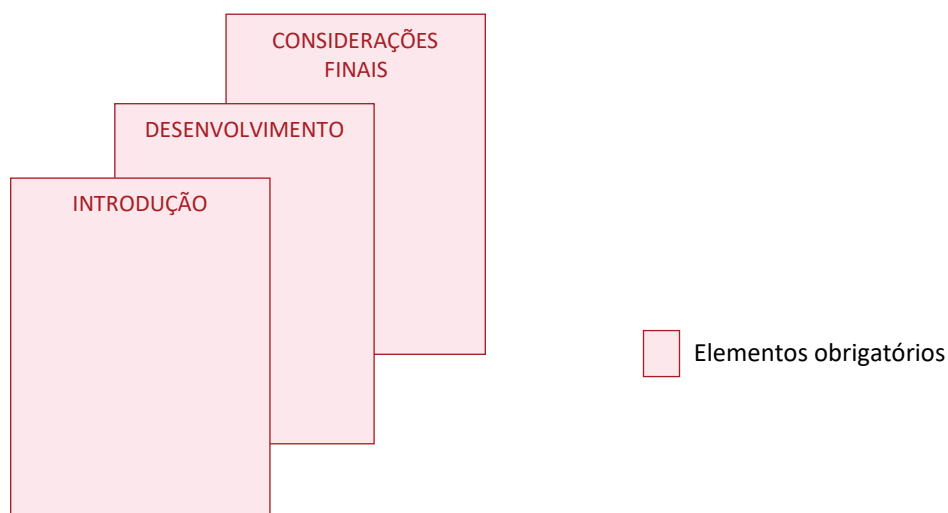 CONSIDERAÇÕES
FINAIS
DESENVOLVIMENTO
INTRODUÇÃO
Elementos obrigatórios